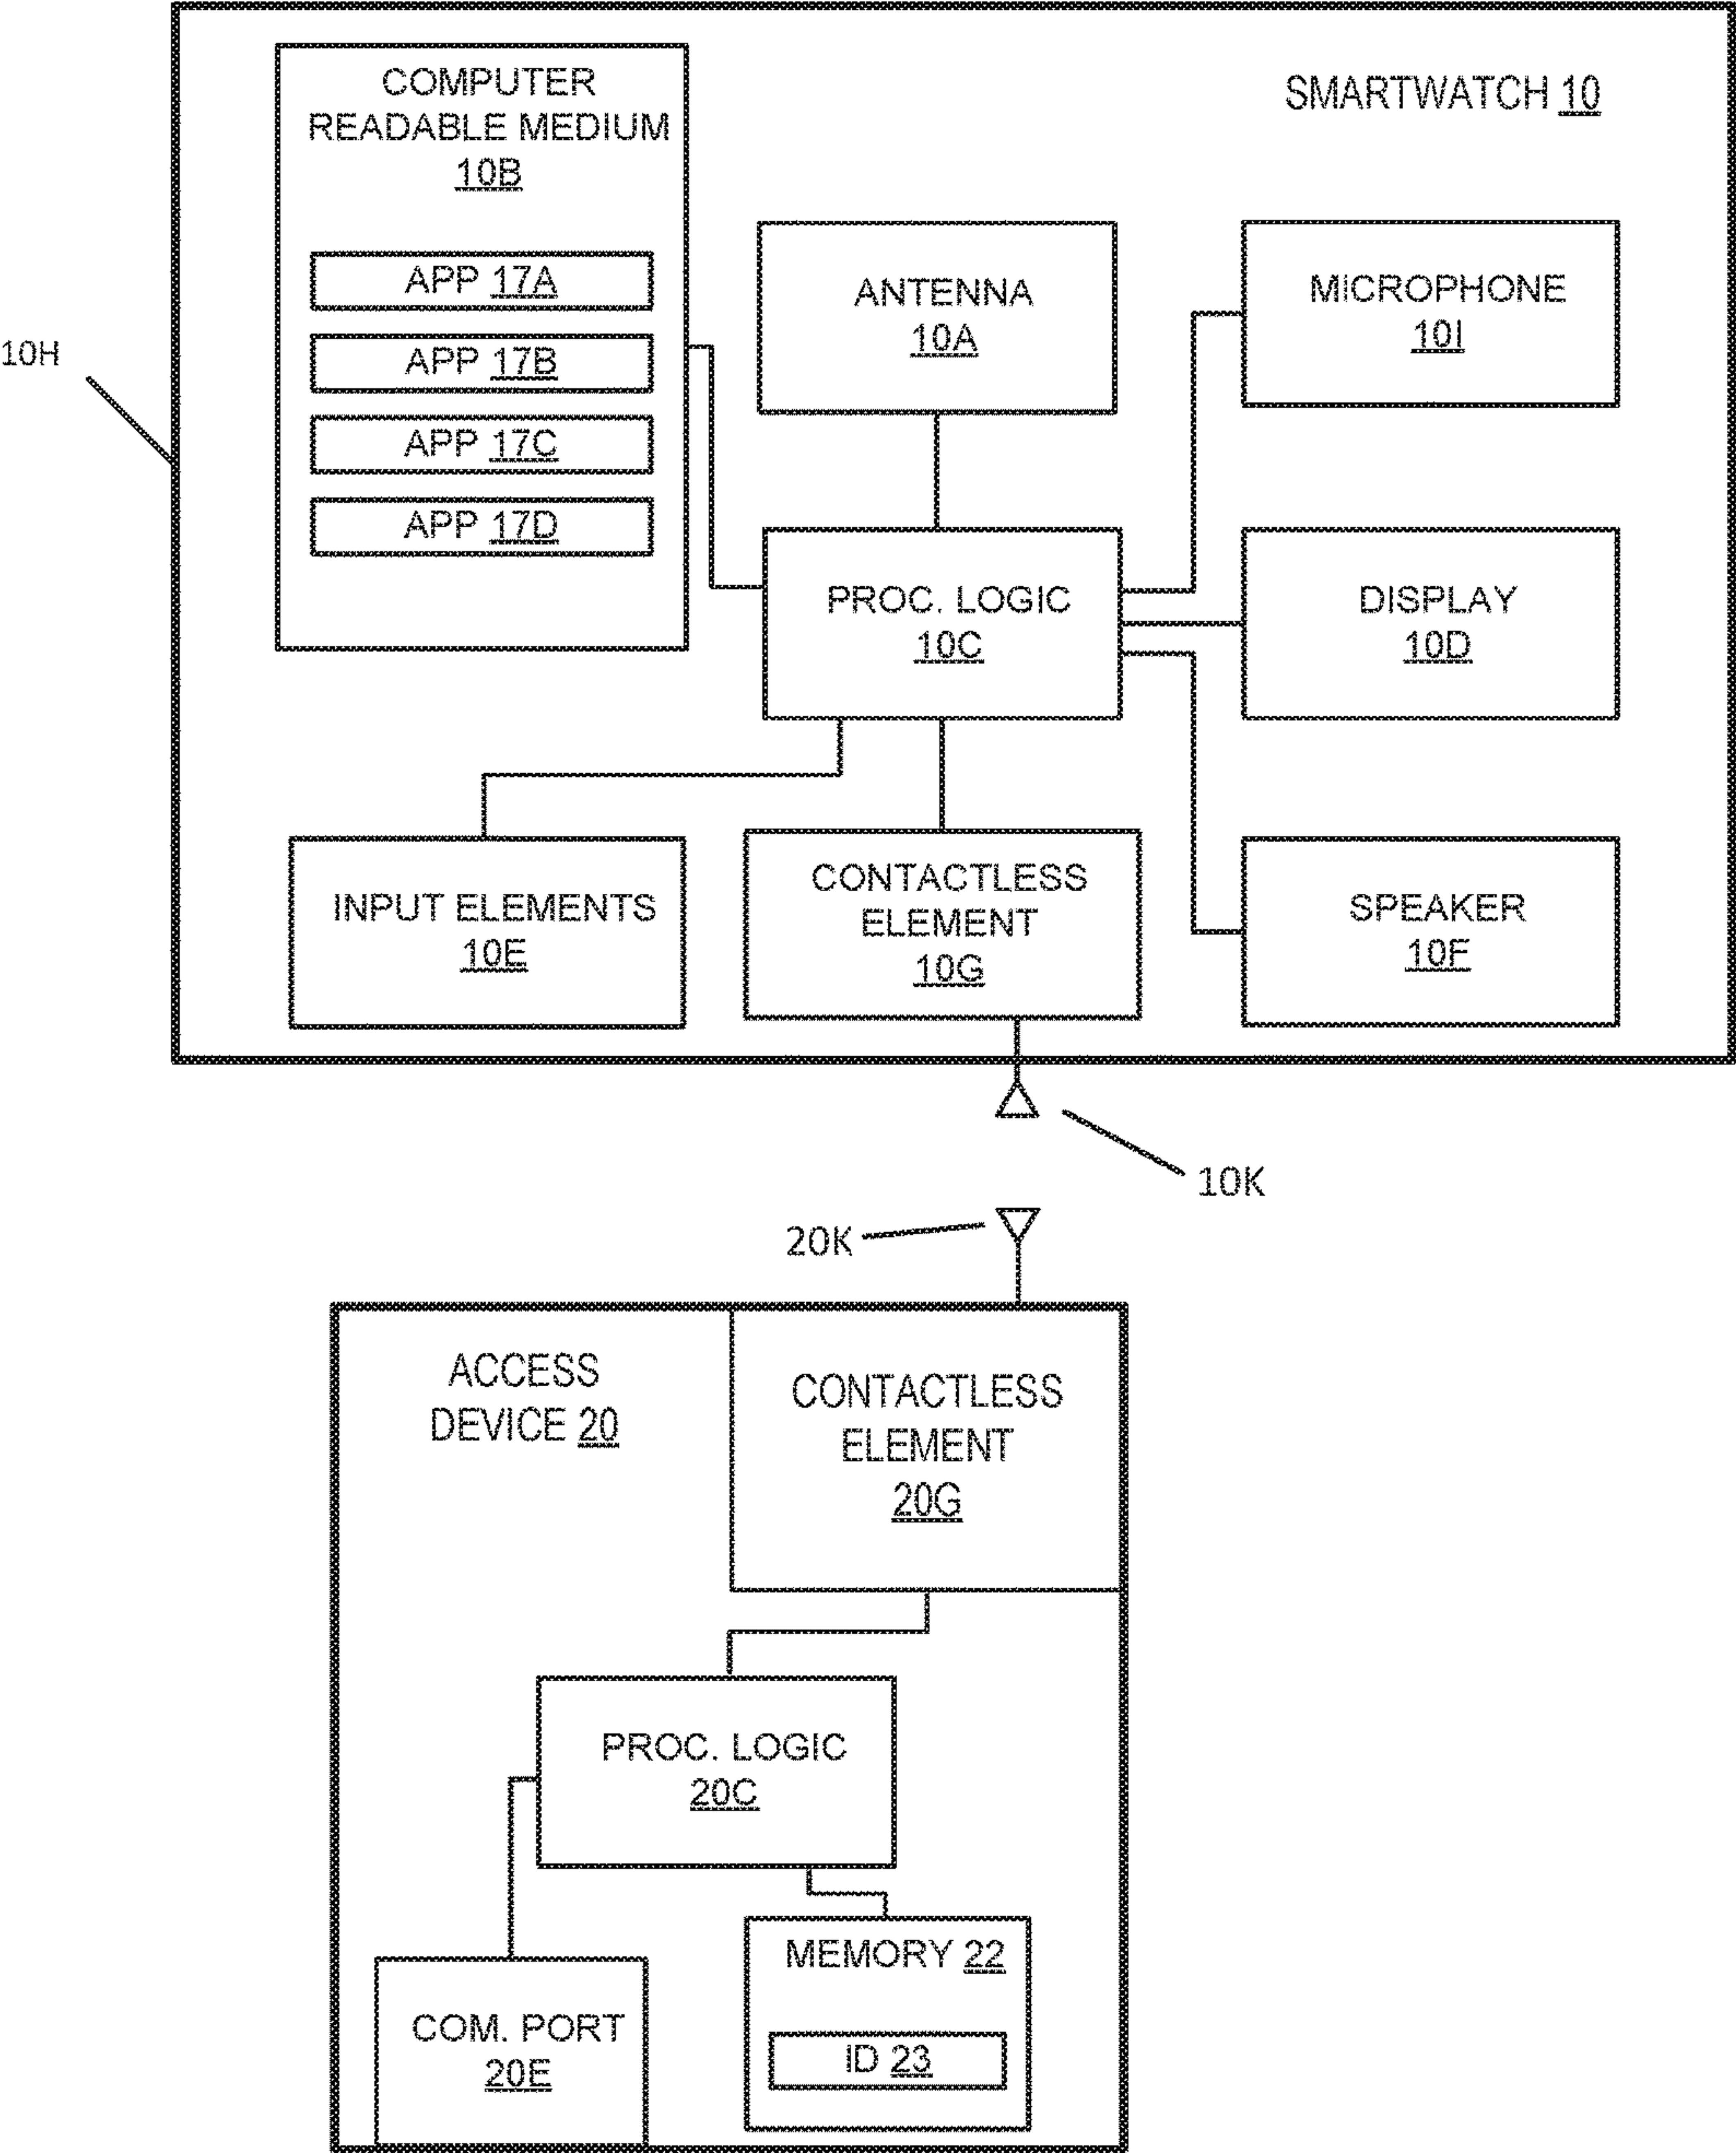 COMPUTER
READABLE MEDIUM
10B
APP 17A
APP 17B
APP 17C
APP 17D
SMARTWATCH 10
ANTENNA
10A
MICROPHONE
10I
10H
PROC. LOGIC
10C
DISPLAY
10D
INPUT ELEMENTS
10E
CONTACTLESS
ELEMENT
10G
SPEAKER
10F
10K
20K
ACCESS
DEVICE 20
CONTACTLESS
ELEMENT
20G
PROC. LOGIC
20C
COM. PORT
20E
MEMORY 22
ID 23